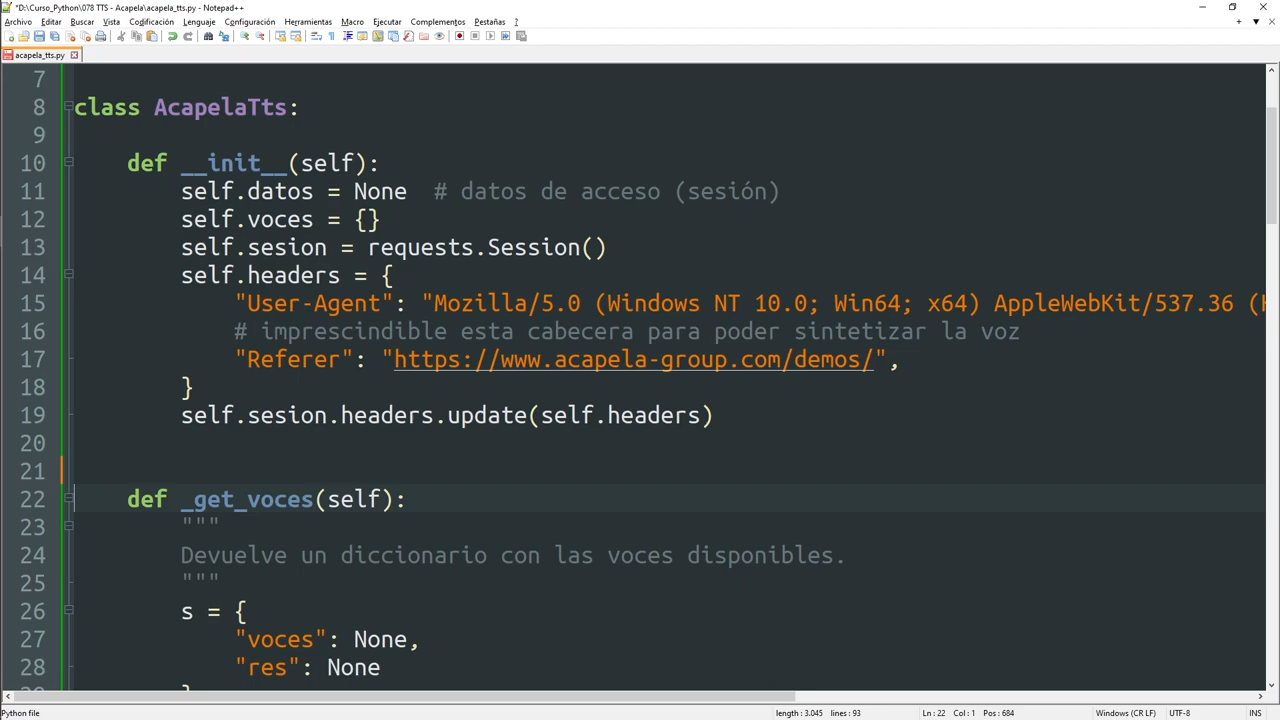 *D:\Curso_Python\078 TTS - Acapela\acapela_tts.py - Notepad++
Archivo Editar Buscar Vista Codificación Lenguaje Configuración Herramientas Macro Ejecutar Complementos Pestañas ?
acapela_tts.py
7
8 class AcapelaTts:
9
10 def __init__(self):
11 self.datos = None # datos de acceso (sesión)
12 self.voces = {}
13 self.sesion = requests.Session()
14 self.headers = {
15 "User-Agent": "Mozilla/5.0 (Windows NT 10.0; Win64; x64) AppleWebKit/537.36 (
16 # imprescindible esta cabecera para poder sintetizar la voz
17 "Referer": "https://www.acapela-group.com/demos/",
18 }
19 self.sesion.headers.update(self.headers)
20
21
22 def _get_voces(self):
23 """
24 Devuelve un diccionario con las voces disponibles.
25 """
26 s = {
27 "voces": None,
28 "res": None
Python file length : 3.045 lines : 93 Ln : 22 Col : 1 Pos : 684 Windows (CR LF) UTF-8 INS